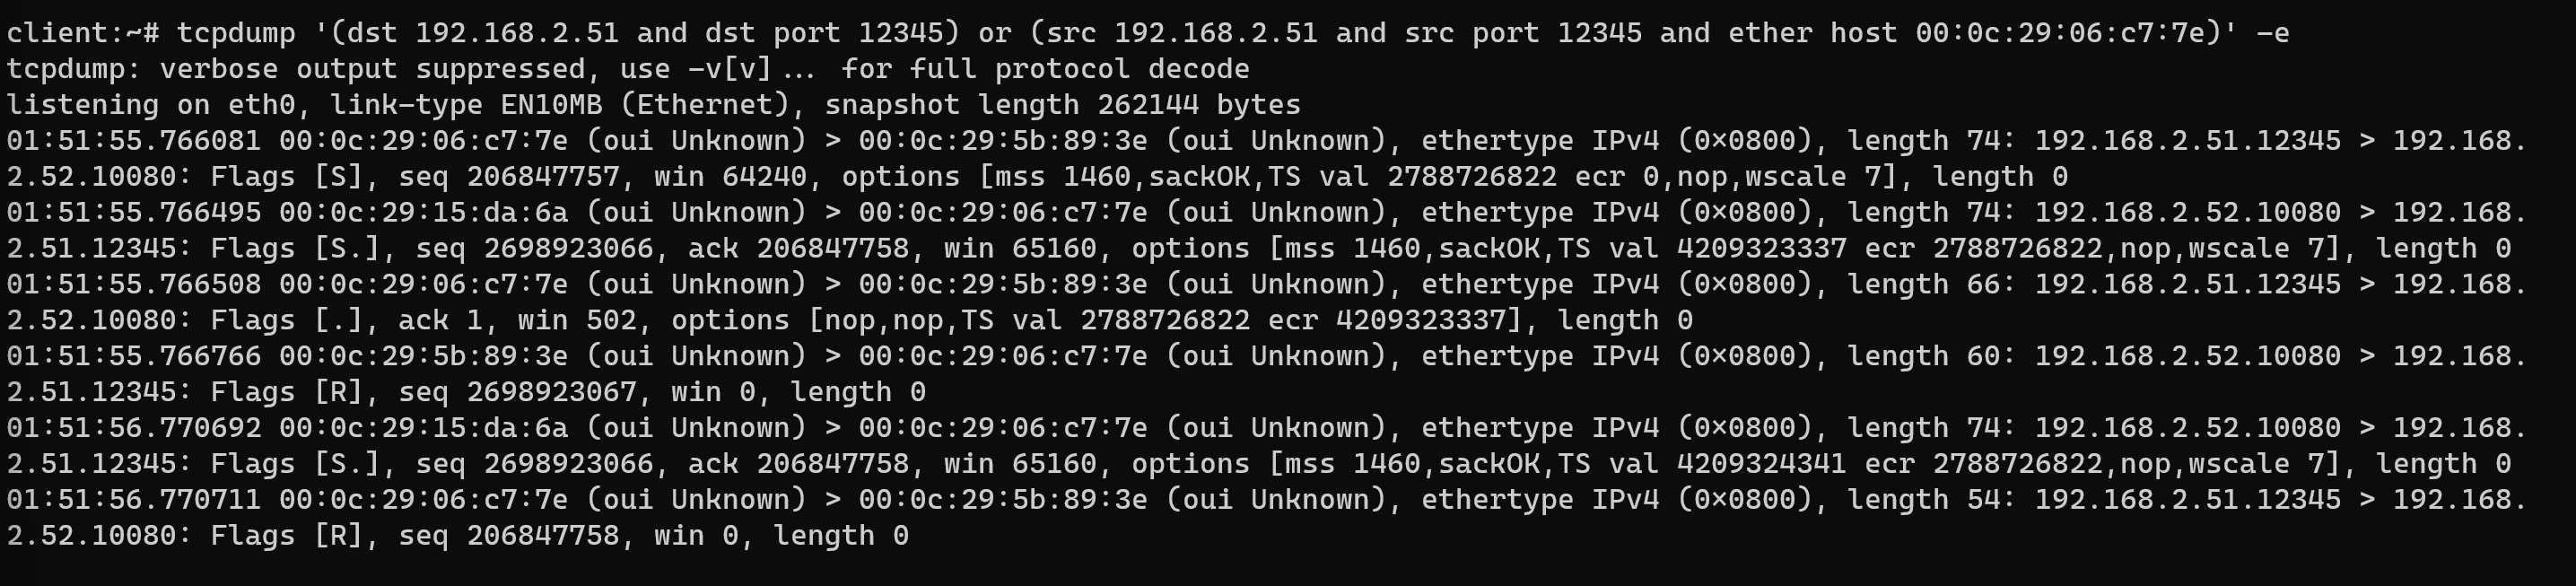 client:~# tcpdump '(dst 192.168.2.51 and dst port 12345) or (src 192.168.2.51 and src port 12345 and ether host 00:0c:29:06:c7:7e)' -e
tcpdump: verbose output suppressed, use -v[v]... for full protocol decode
listening on eth0, link-type EN10MB (Ethernet), snapshot length 262144 bytes
01:51:55.766081 00:0c:29:06:c7:7e (oui Unknown) > 00:0c:29:5b:89:3e (oui Unknown), ethertype IPv4 (0×0800), length 74: 192.168.2.51.12345 > 192.168.
2.52.10080: Flags [S], seq 206847757, win 64240, options [mss 1460,sackOK,TS val 2788726822 ecr 0,nop,wscale 7], length 0
01:51:55.766495 00:0c:29:15:da:6a (oui Unknown) > 00:0c:29:06:c7:7e (oui Unknown), ethertype IPv4 (0×0800), length 74: 192.168.2.52.10080 > 192.168.
2.51.12345: Flags [S.], seq 2698923066, ack 206847758, win 65160, options [mss 1460,sackOK,TS val 4209323337 ecr 2788726822,nop,wscale 7], length 0
01:51:55.766508 00:0c:29:06:c7:7e (oui Unknown) > 00:0c:29:5b:89:3e (oui Unknown), ethertype IPv4 (0×0800), length 66: 192.168.2.51.12345 > 192.168.
2.52.10080: Flags [.], ack 1, win 502, options [nop,nop,TS val 2788726822 ecr 4209323337], length 0
01:51:55.766766 00:0c:29:5b:89:3e (oui Unknown) > 00:0c:29:06:c7:7e (oui Unknown), ethertype IPv4 (0×0800), length 60: 192.168.2.52.10080 > 192.168.
2.51.12345: Flags [R], seq 2698923067, win 0, length 0
01:51:56.770692 00:0c:29:15:da:6a (oui Unknown) > 00:0c:29:06:c7:7e (oui Unknown), ethertype IPv4 (0×0800), length 74: 192.168.2.52.10080 > 192.168.
2.51.12345: Flags [S.], seq 2698923066, ack 206847758, win 65160, options [mss 1460,sackOK,TS val 4209324341 ecr 2788726822,nop,wscale 7], length 0
01:51:56.770711 00:0c:29:06:c7:7e (oui Unknown) > 00:0c:29:5b:89:3e (oui Unknown), ethertype IPv4 (0×0800), length 54: 192.168.2.51.12345 > 192.168.
2.52.10080: Flags [R], seq 206847758, win 0, length 0